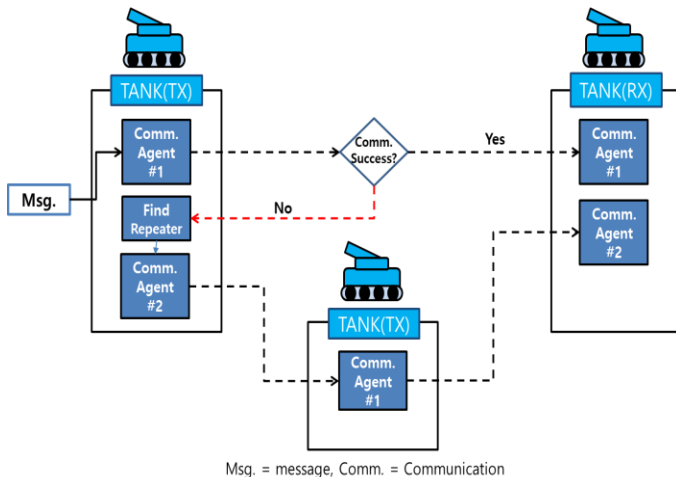 TANK(TX)
TANK(RX)
Comm.
Agent
#1
Comm.
Success?
Yes
Comm.
Agent
#1
Msg.
No
Find
Repeater
Comm.
Agent
#2
Comm.
Agent
#2
TANK(TX)
Comm.
Agent
#1
Msg. = message, Comm. = Communication